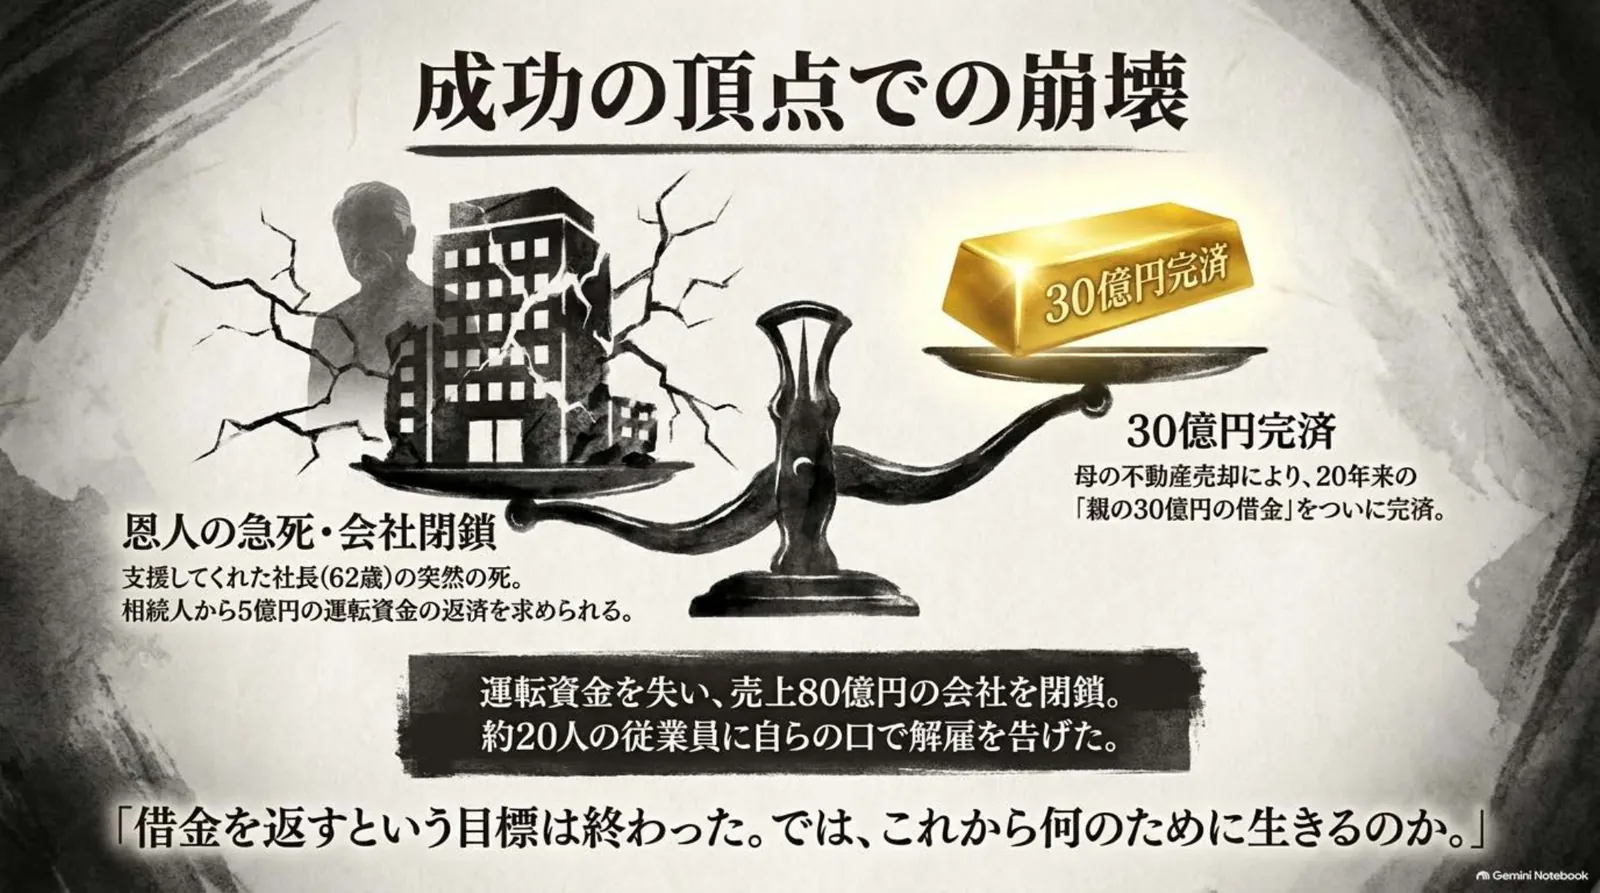 成功の頂点での崩壊
30億円完済
30億円完済
母の不動産売却により、20年来の
「親の30億円の借金」をついに完済。
恩人の急死・会社閉鎖
支援してくれた社長(62歳)の突然の死。
相続人から5億円の運転資金の返済を求められる。
運転資金を失い、売上80億円の会社を閉鎖。
約20人の従業員に自らの口で解雇を告げた。
「借金を返すという目標は終わった。では、これから何のために生きるのか。」
Gemini Notebook